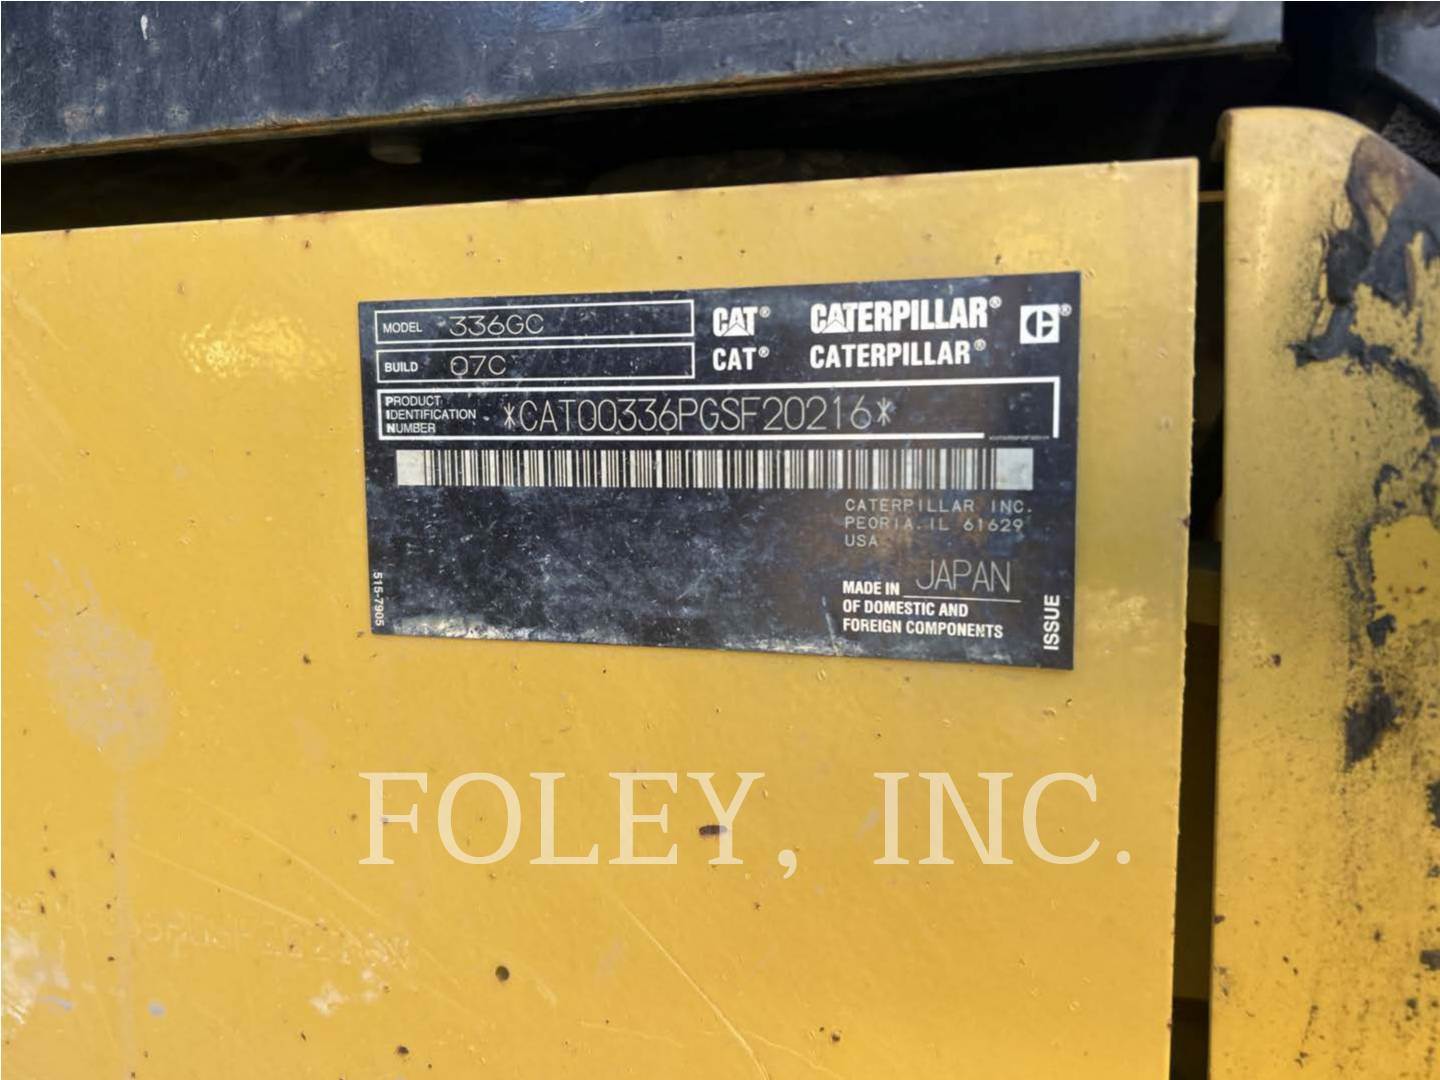 MODEL 336GC
BUILD 07C
CAT® CATERPILLAR®
CAT® CATERPILLAR®
PRODUCT
IDENTIFICATION
NUMBER
*CAT00336PGSF20216*
CATERPILLAR INC.
PEORIA, IL 61629
USA
MADE IN JAPAN
OF DOMESTIC AND
FOREIGN COMPONENTS
ISSUE
515-7905
FOLEY, INC.